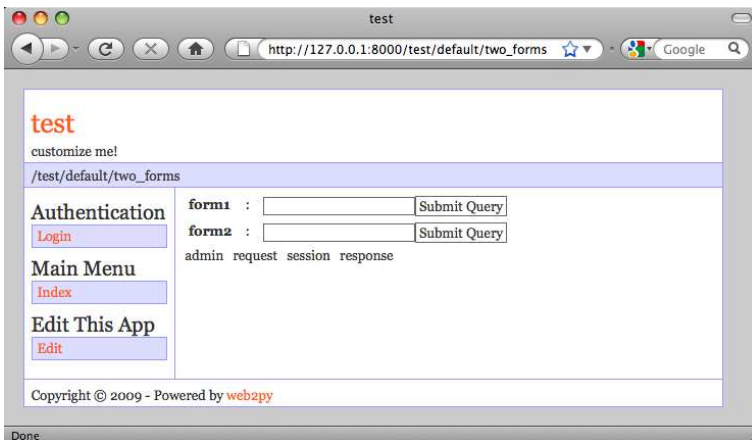 test
http://127.0.0.1:8000/test/default/two_forms
Google
test
customize me!
/test/default/two_forms
Authentication
Login
Main Menu
Index
Edit This App
Edit
form1 : Submit Query
form2 : Submit Query
admin request session response
Copyright © 2009 - Powered by web2py
Done